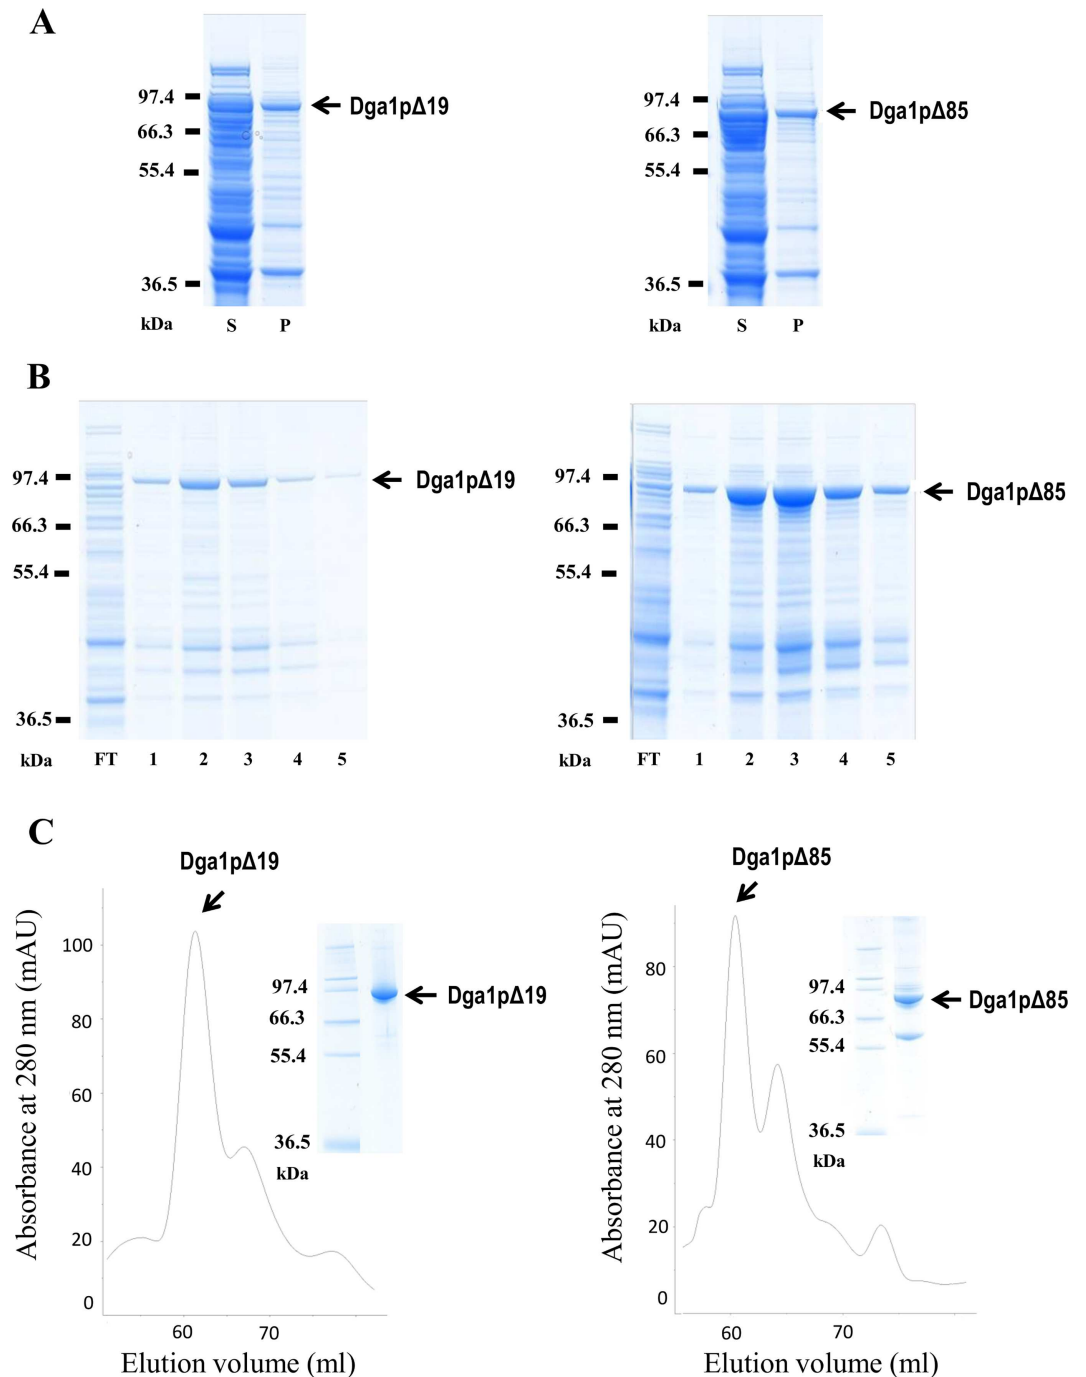 A
97.4
66.3
55.4
36.5
kDa
S P
Dga1pΔ19
97.4
66.3
55.4
36.5
kDa
S P
Dga1pΔ85
B
97.4
66.3
55.4
36.5
kDa
FT 1 2 3 4 5
Dga1pΔ19
97.4
66.3
55.4
36.5
kDa
FT 1 2 3 4 5
Dga1pΔ85
C
Dga1pΔ19
Absorbance at 280 nm (mAU)
100
80
60
40
20
0
97.4
66.3
55.4
36.5
kDa
Dga1pΔ19
60 70
Elution volume (ml)
Dga1pΔ85
Absorbance at 280 nm (mAU)
80
60
40
20
0
97.4
66.3
55.4
36.5
kDa
Dga1pΔ85
60 70
Elution volume (ml)